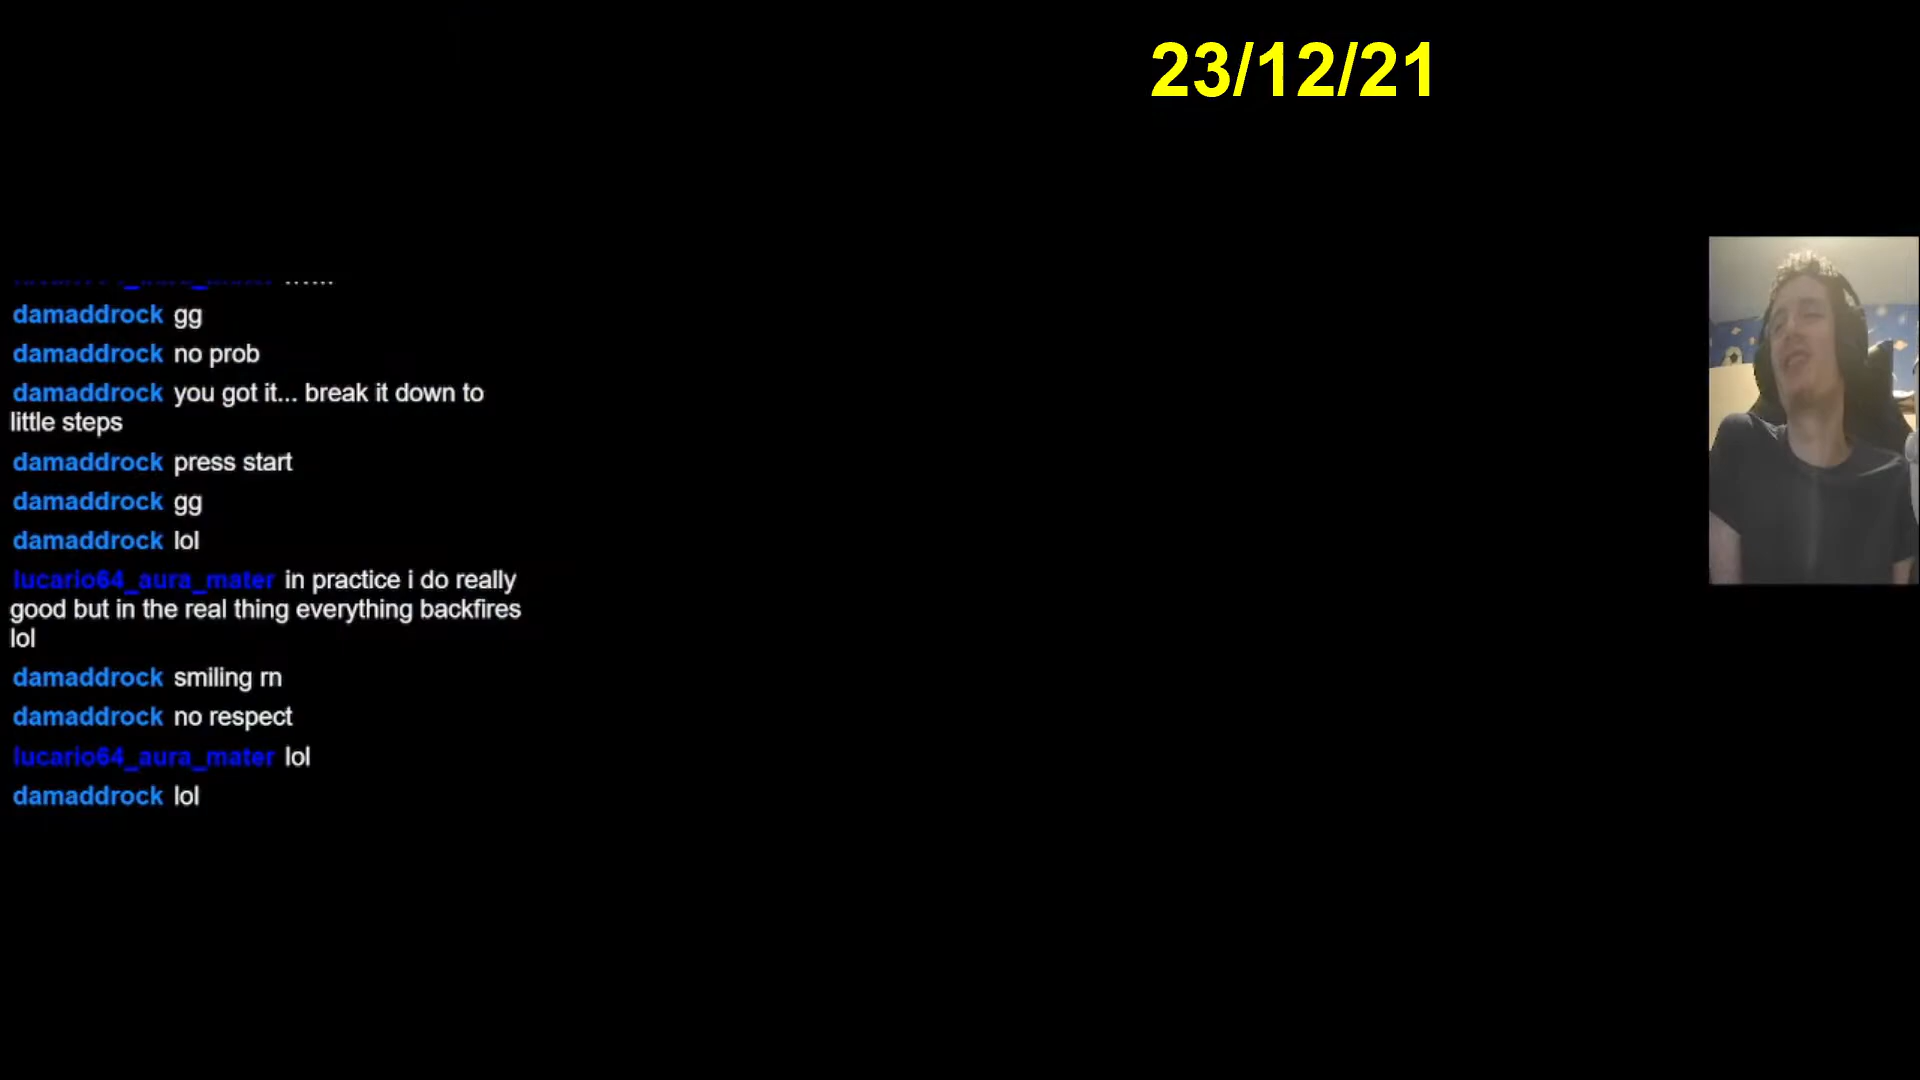 23/12/21
damaddrock gg
damaddrock no prob
damaddrock you got it... break it down to
little steps
damaddrock press start
damaddrock gg
damaddrock lol
lucario64_aura_mater in practice i do really
good but in the real thing everything backfires
lol
damaddrock smiling rn
damaddrock no respect
lucario64_aura_mater lol
damaddrock lol